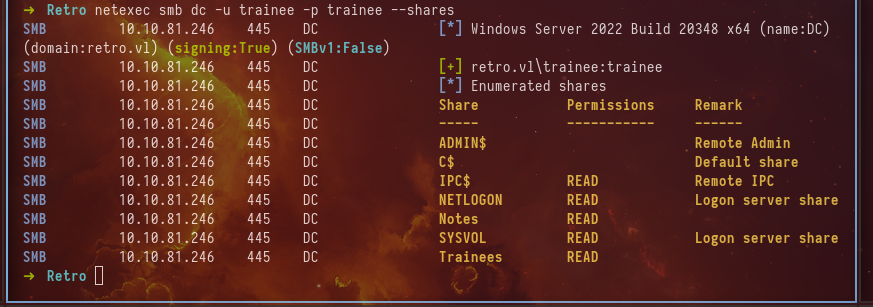 → Retro netexec smb dc -u trainee -p trainee --shares
SMB 10.10.81.246 445 DC [*] Windows Server 2022 Build 20348 x64 (name:DC)
(domain:retro.vl) (signing:True) (SMBv1:False)
SMB 10.10.81.246 445 DC [+] retro.vl\trainee:trainee
SMB 10.10.81.246 445 DC [*] Enumerated shares
SMB 10.10.81.246 445 DC Share Permissions Remark
SMB 10.10.81.246 445 DC ----- ----------- ------
SMB 10.10.81.246 445 DC ADMIN$ Remote Admin
SMB 10.10.81.246 445 DC C$ Default share
SMB 10.10.81.246 445 DC IPC$ READ Remote IPC
SMB 10.10.81.246 445 DC NETLOGON READ Logon server share
SMB 10.10.81.246 445 DC Notes READ
SMB 10.10.81.246 445 DC SYSVOL READ Logon server share
SMB 10.10.81.246 445 DC Trainees READ
→ Retro